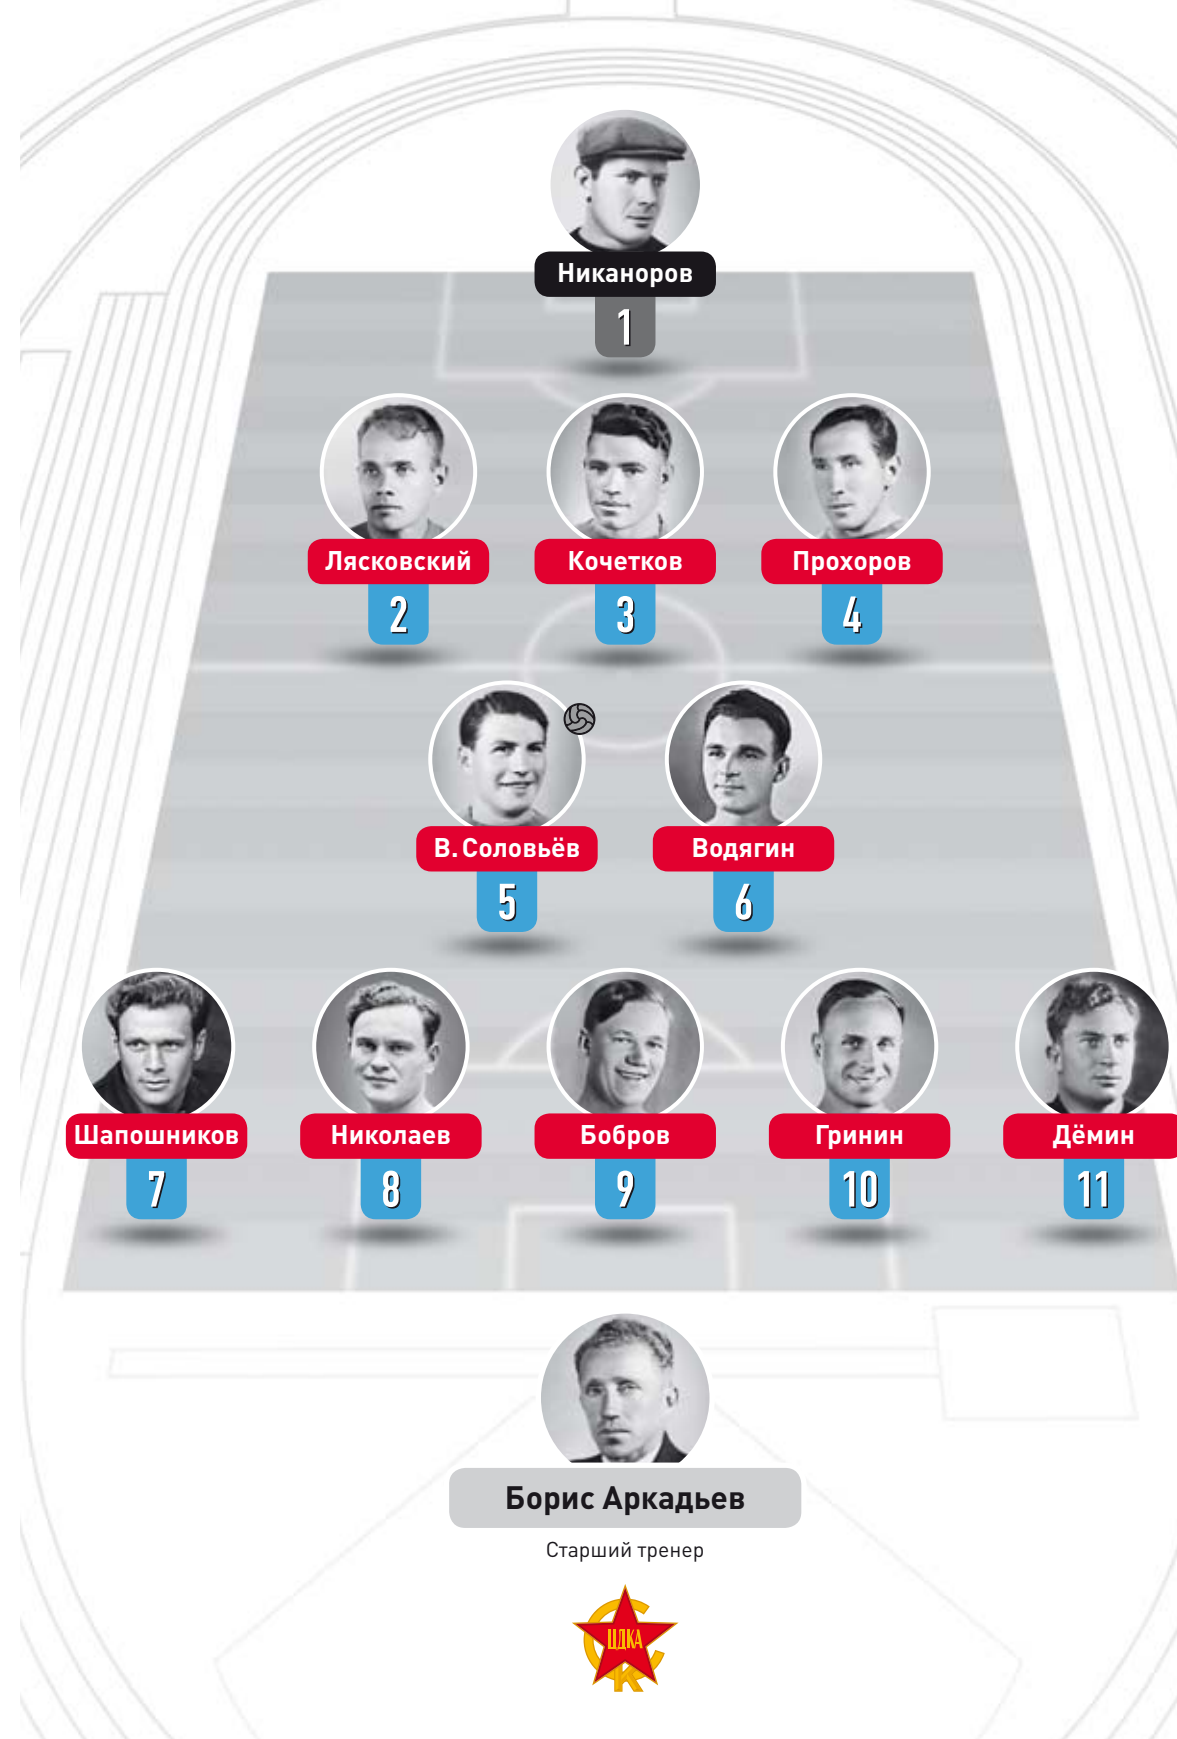 Никаноров
1
Лясковский
Кочетков
Прохоров
2
3
4
В. Соловьёв
Водягин
5
6
Шапошников
Николаев
Бобров
Гринин
Дёмин
7
8
9
10
11
Борис Аркадьев
Старший тренер
ЦДКА
СК